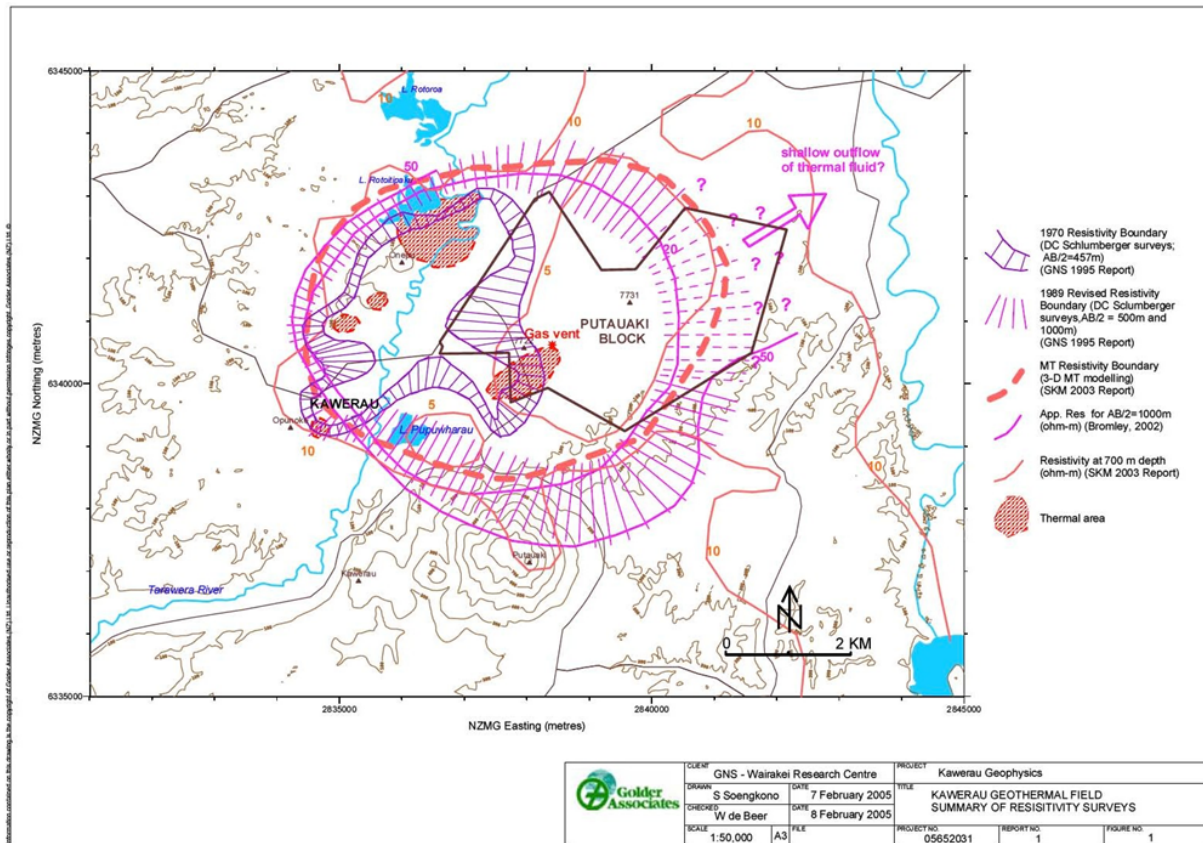 6345000
6340000
6335000
NZMG Northing (metres)
2835000
2840000
2845000
NZMG Easting (metres)
L. Rotoroa
10
10
10
shallow outflow
of thermal fluid?
50
L. Rotoitipaku
?
?
?
?
?
20
Onepu
5
7731
?
?
PUTAUAKI
BLOCK
Gas vent
?
50
KAWERAU
5
Opunoke
L. Pupuwharau
10
10
10
Putauaki
Kawerau
Tarawera River
N
0 2 KM
1970 Resistivity Boundary
(DC Schlumberger surveys;
AB/2=457m)
(GNS 1995 Report)
1989 Revised Resistivity
Boundary (DC Sclumberger
surveys,AB/2 = 500m and
1000m)
(GNS 1995 Report)
MT Resistivity Boundary
(3-D MT modelling)
(SKM 2003 Report)
App. Res for AB/2=1000m
(ohm-m) (Bromley, 2002)
Resistivity at 700 m depth
(ohm-m) (SKM 2003 Report)
Thermal area
Golder
Associates
CLIENT
GNS - Wairakei Research Centre
PROJECT
Kawerau Geophysics
DRAWN
S Soengkono
DATE
7 February 2005
TITLE
KAWERAU GEOTHERMAL FIELD
SUMMARY OF RESISITIVITY SURVEYS
CHECKED
W de Beer
DATE
8 February 2005
SCALE
1:50,000
A3
FILE
PROJECT NO.
05652031
REPORT NO.
1
FIGURE NO.
1